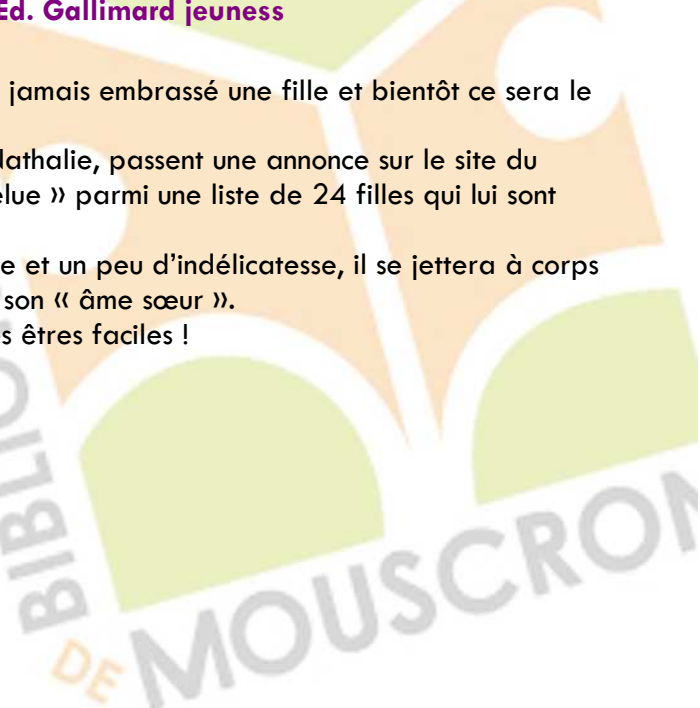 Ed. Gallimard jeuness
jamais embrassé une fille et bientôt ce sera le
Nathalie, passent une annonce sur le site du
élue » parmi une liste de 24 filles qui lui sont
e et un peu d'indélicatesse, il se jettera à corps
son « âme sœur ».
s êtres faciles !
BIBLIO
DE MOUSCRON